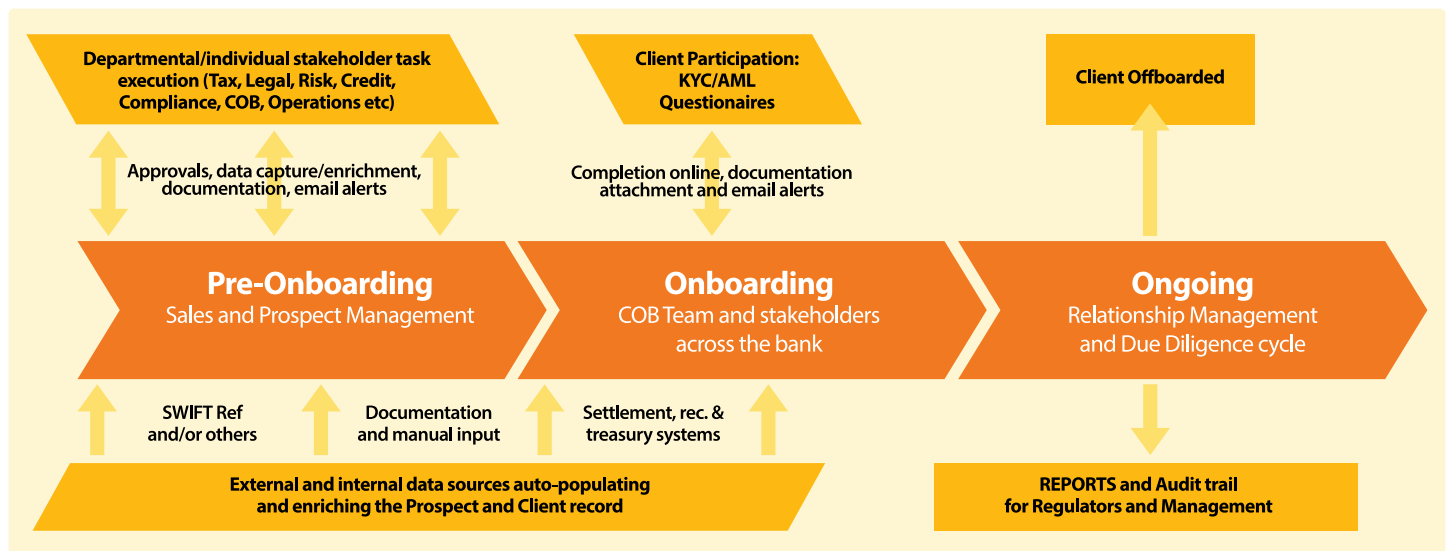 Departmental/individual stakeholder task
execution (Tax, Legal, Risk, Credit,
Compliance, COB, Operations etc)
Client Participation:
KYC/AML
Questionaires
Client Offboarded
Approvals, data capture/enrichment,
documentation, email alerts
Completion online, documentation
attachment and email alerts
Pre-Onboarding
Sales and Prospect Management
Onboarding
COB Team and stakeholders
across the bank
Ongoing
Relationship Management
and Due Diligence cycle
SWIFT Ref
and/or others
Documentation
and manual input
Settlement, rec. &
treasury systems
External and internal data sources auto-populating
and enriching the Prospect and Client record
REPORTS and Audit trail
for Regulators and Management